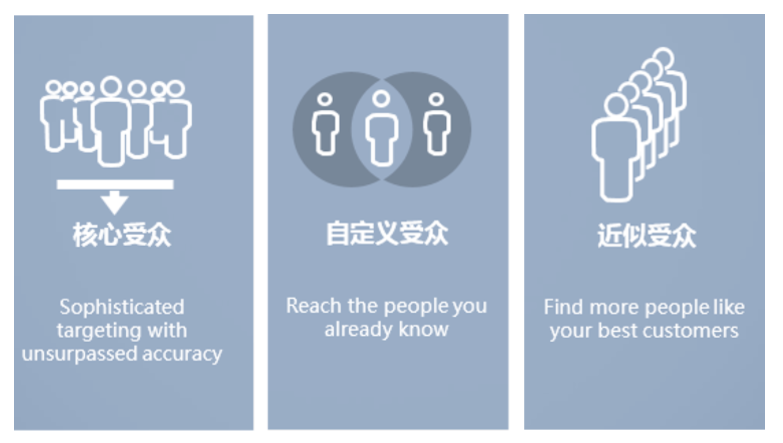 核心受众
Sophisticated
targeting with
unsurpassed accuracy
自定义受众
Reach the people you
already know
近似受众
Find more people like
your best customers